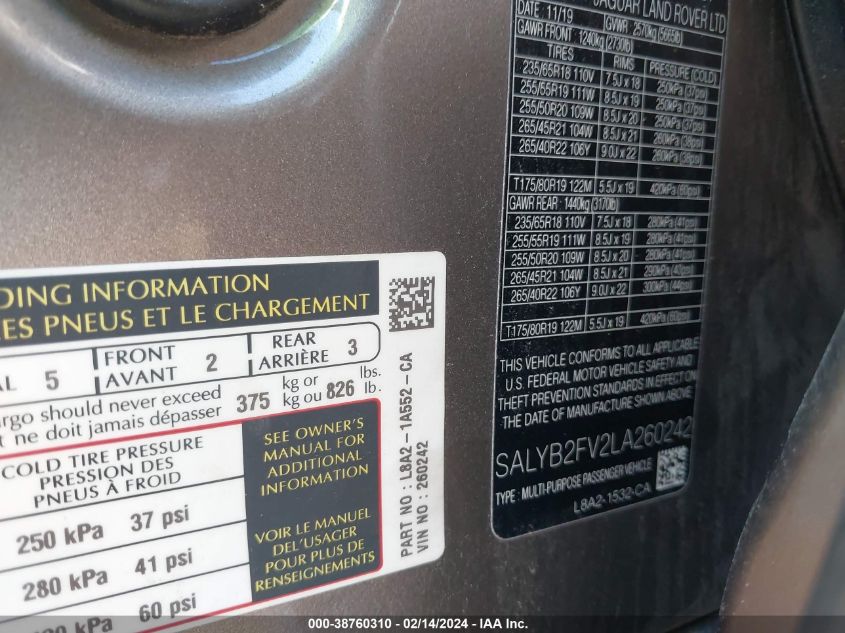 DING INFORMATION
ES PNEUS ET LE CHARGEMENT
AL 5 FRONT AVANT 2 REAR ARRIÈRE 3
argo should never exceed
t ne doit jamais dépasser 375 kg or kg ou 826 lbs. lb.
COLD TIRE PRESSURE
PRESSION DES
PNEUS À FROID
250 kPa 37 psi
280 kPa 41 psi
kPa 60 psi
SEE OWNER'S
MANUAL FOR
ADDITIONAL
INFORMATION
VOIR LE MANUEL
DE L'USAGER
POUR PLUS DE
RENSEIGNEMENTS
PART NO : L8A2 - 1A552 - CA
VIN NO : 260242
JAGUAR LAND ROVER LTD
DATE: 11/19 GVWR 2570kg (5665lb)
GAWR FRONT: 1240kg (2730lb)
TIRES RIMS PRESSURE (COLD)
235/65R18 110V 7.5J x 18 250kPa (37psi)
255/55R19 111W 8.5J x 19 250kPa (37psi)
255/50R20 109W 8.5J x 20 250kPa (37psi)
265/45R21 104W 8.5J x 21 260kPa (38psi)
265/40R22 106Y 9.0J x 22 260kPa (38psi)
T175/80R19 122M 5.5J x 19 420kPa (60psi)
GAWR REAR: 1440kg (3170lb)
235/65R18 110V 7.5J x 18 280kPa (41psi)
255/55R19 111W 8.5J x 19 280kPa (41psi)
255/50R20 109W 8.5J x 20 280kPa (41psi)
265/45R21 104W 8.5J x 21 290kPa
265/40R22 106Y 9.0J x 22 300kPa (44psi)
T175/80R19 122M 5.5J x 19 420kPa (60psi)
THIS VEHICLE CONFORMS TO ALL APPLICABLE
U.S. FEDERAL MOTOR VEHICLE SAFETY AND
THEFT PREVENTION STANDARDS IN EFFECT ON
THE DATE OF MANUFACTURE SHOWN ABOVE.
SALYB2FV2LA260242
TYPE: MULTI-PURPOSE PASSENGER VEHICLE
L8A2-1532-CA
000-38760310 - 02/14/2024 - IAA Inc.